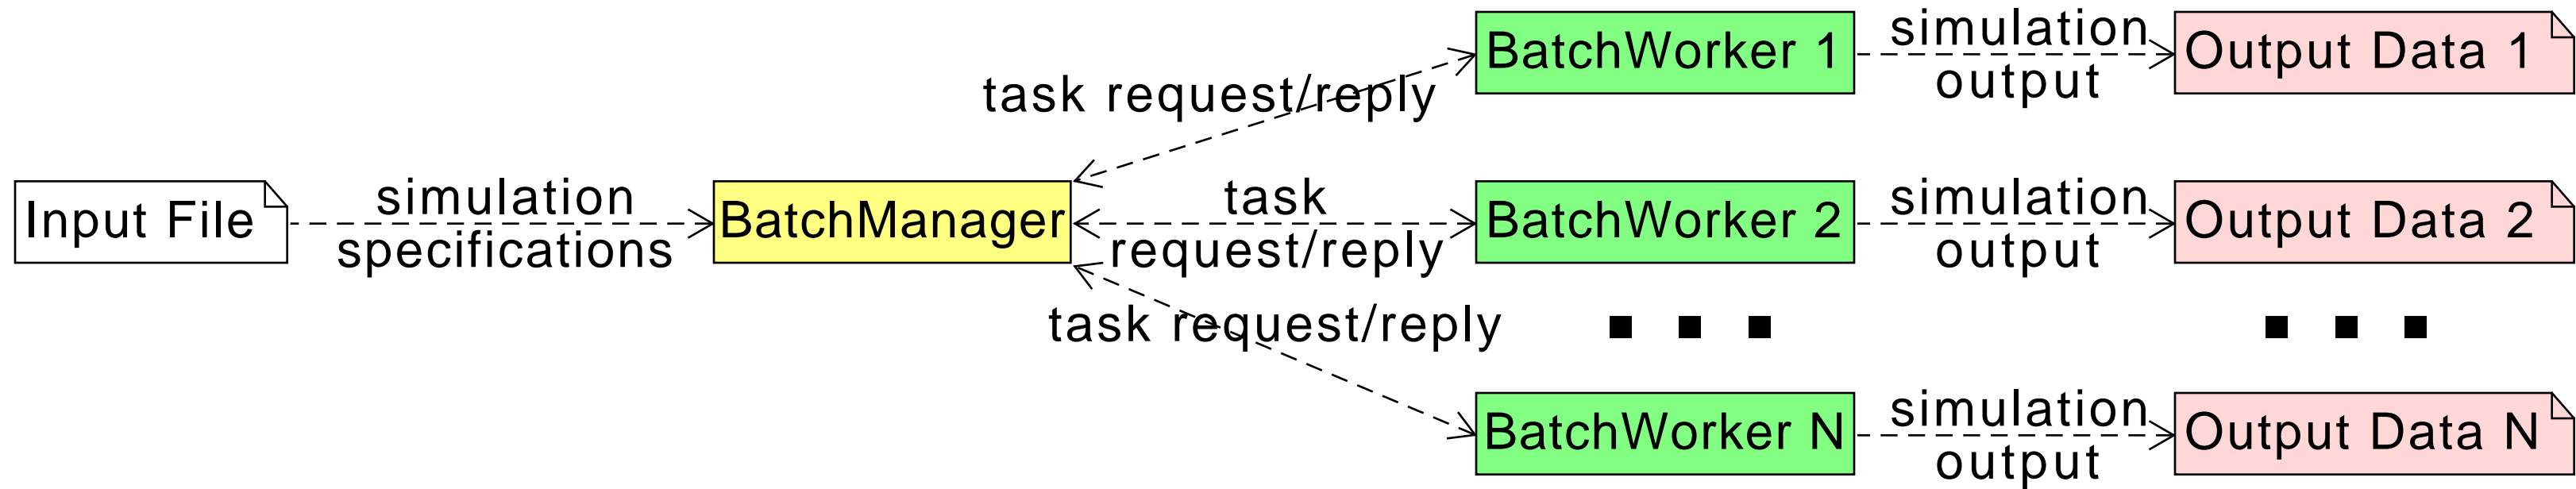 BatchWorker 1
simulation
output
Output Data 1
task request/reply
Input File
simulation
specifications
BatchManager
task
request/reply
BatchWorker 2
simulation
output
Output Data 2
task request/reply
BatchWorker N
simulation
output
Output Data N